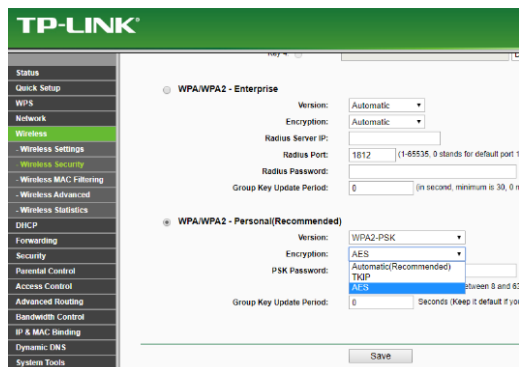 TP-LINK®
Status
Quick Setup
WPS
Network
Wireless
- Wireless Settings
- Wireless Security
- Wireless MAC Filtering
- Wireless Advanced
- Wireless Statistics
DHCP
Forwarding
Security
Parental Control
Access Control
Advanced Routing
Bandwidth Control
IP & MAC Binding
Dynamic DNS
System Tools
WPA/WPA2 - Enterprise
Version: Automatic
Encryption: Automatic
Radius Server IP:
Radius Port: 1812 (1-65535, 0 stands for default port 1
Radius Password:
Group Key Update Period: 0 (in second, minimum is 30, 0 m
WPA/WPA2 - Personal(Recommended)
Version: WPA2-PSK
Encryption: AES
Automatic(Recommended)
TKIP
AES
PSK Password:
between 8 and 63
Group Key Update Period: 0 Seconds (Keep it default if you
Save